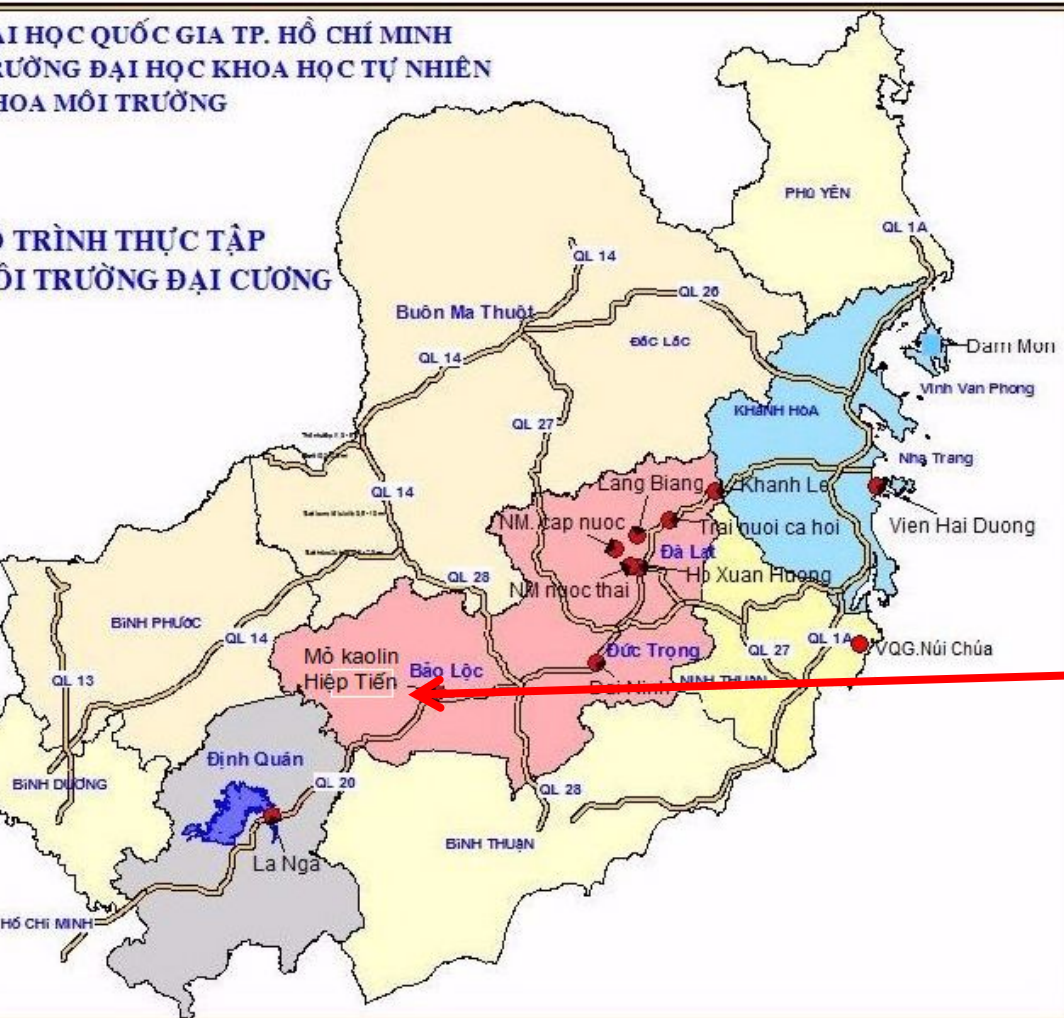 ẠI HỌC QUỐC GIA TP. HỒ CHÍ MINH
RƯỜNG ĐẠI HỌC KHOA HỌC TỰ NHIÊN
HOA MÔI TRƯỜNG
TRÌNH THỰC TẬP
ÔI TRƯỜNG ĐẠI CƯƠNG
PHÚ YÊN
QL 1A
QL 14
QL 26
Buôn Ma Thuột
ĐắC LắC
QL 14
Dam Mon
Vinh Van Phong
KHáNH HòA
QL 27
Nha Trang
Lang Biang
Khanh Le
QL 14
NM. cap nuoc
Trai nuoi ca hoi
Vien Hai Duong
Đà Lạt
NM nuoc thai
Ho Xuan Huong
QL 28
BìNH PHướC
QL 14
QL 1A
VQG.Núi Chúa
Mỏ kaolin
Hiệp Tiến
Bảo Lộc
Đức Trọng
QL 27
QL 13
Dai Ninh
NINH THUậN
Định Quán
BìNH DươNG
QL 20
QL 28
BìNH THUậN
La Nga
Hồ CHí MINH